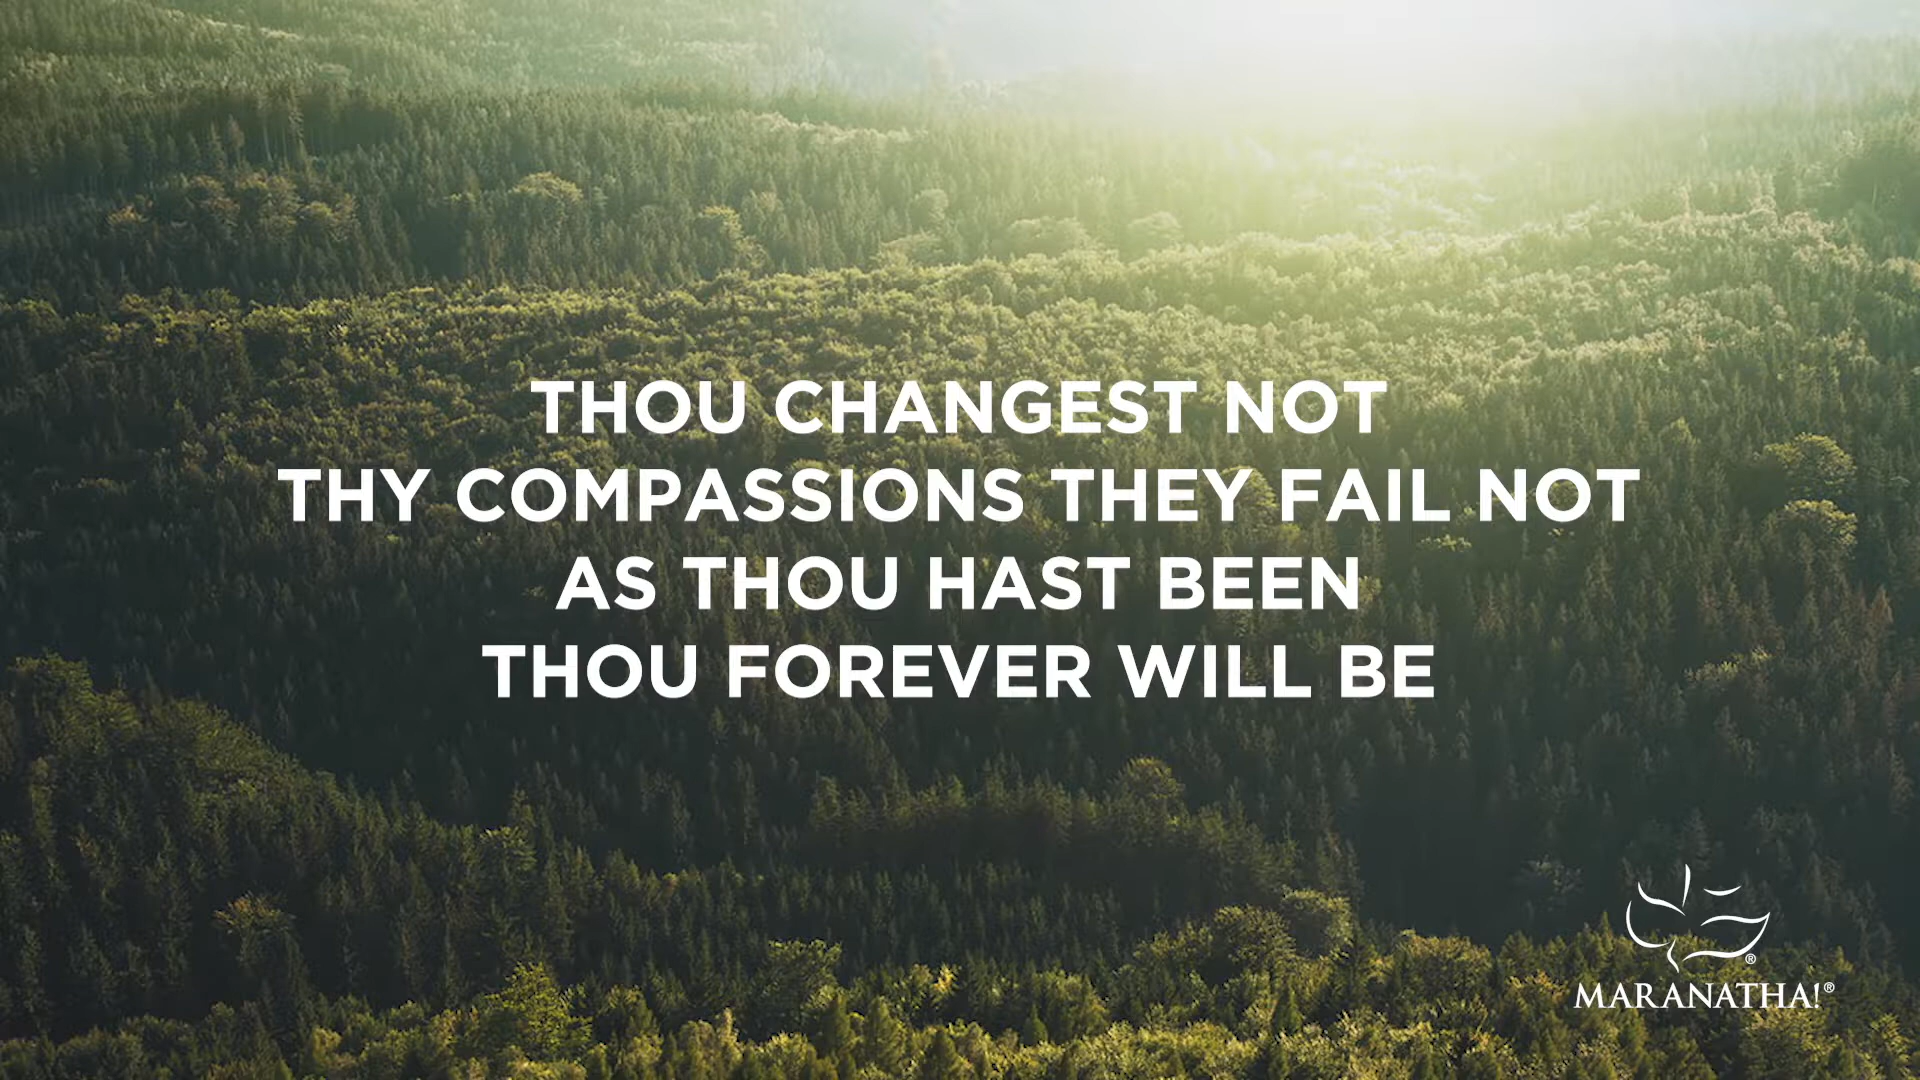 THOU CHANGEST NOT
THY COMPASSIONS THEY FAIL NOT
AS THOU HAST BEEN
THOU FOREVER WILL BE
®
MARANATHA!®